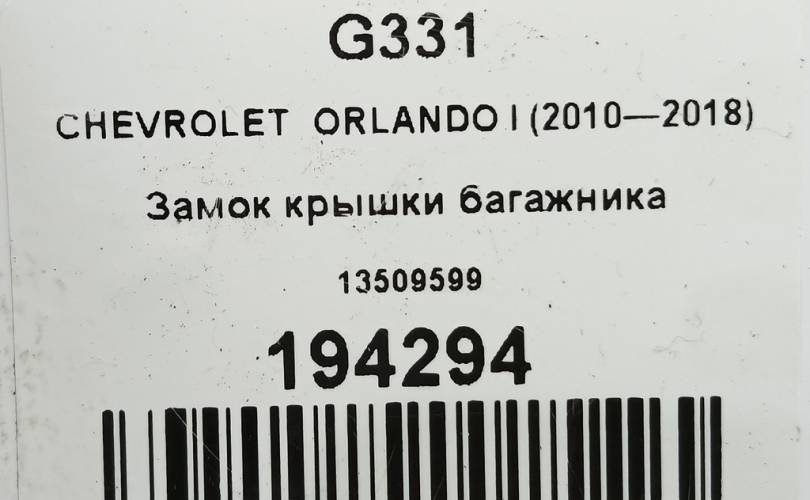 G331
CHEVROLET ORLANDO I (2010—2018)
Замок крышки багажника
13509599
194294